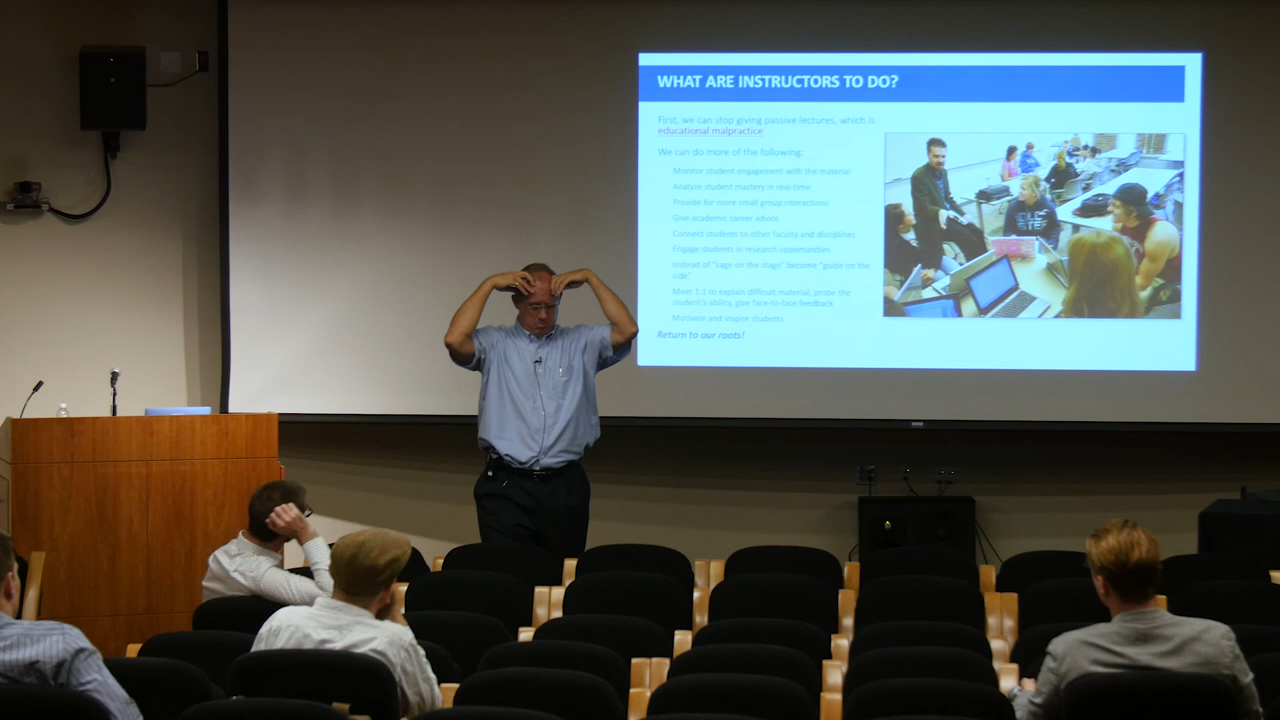 WHAT ARE INSTRUCTORS TO DO?
First, we can stop giving passive lectures, which is
educational malpractice
We can do more of the following:
Monitor student engagement with the material
Analyze student mastery in real-time
Provide for more small group interactions
Give academic career advice
Connect students to other faculty and disciplines
Engage students in research opportunities
Instead of "sage on the stage" become "guide on the
side"
Meet 1:1 to explain difficult material, probe the
student's ability, give face-to-face feedback
Motivate and inspire students
Return to our roots!